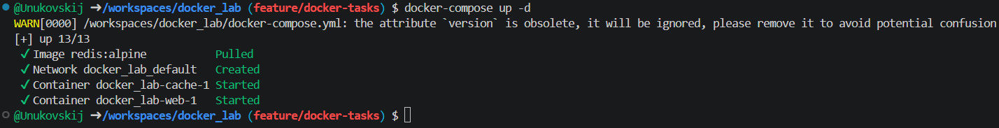 @Unukovskij ➜/workspaces/docker_lab (feature/docker-tasks) $ docker-compose up -d
WARN[0000] /workspaces/docker_lab/docker-compose.yml: the attribute `version` is obsolete, it will be ignored, please remove it to avoid potential confusion
[+] up 13/13
✔ Image redis:alpine Pulled
✔ Network docker_lab_default Created
✔ Container docker_lab-cache-1 Started
✔ Container docker_lab-web-1 Started
@Unukovskij ➜/workspaces/docker_lab (feature/docker-tasks) $